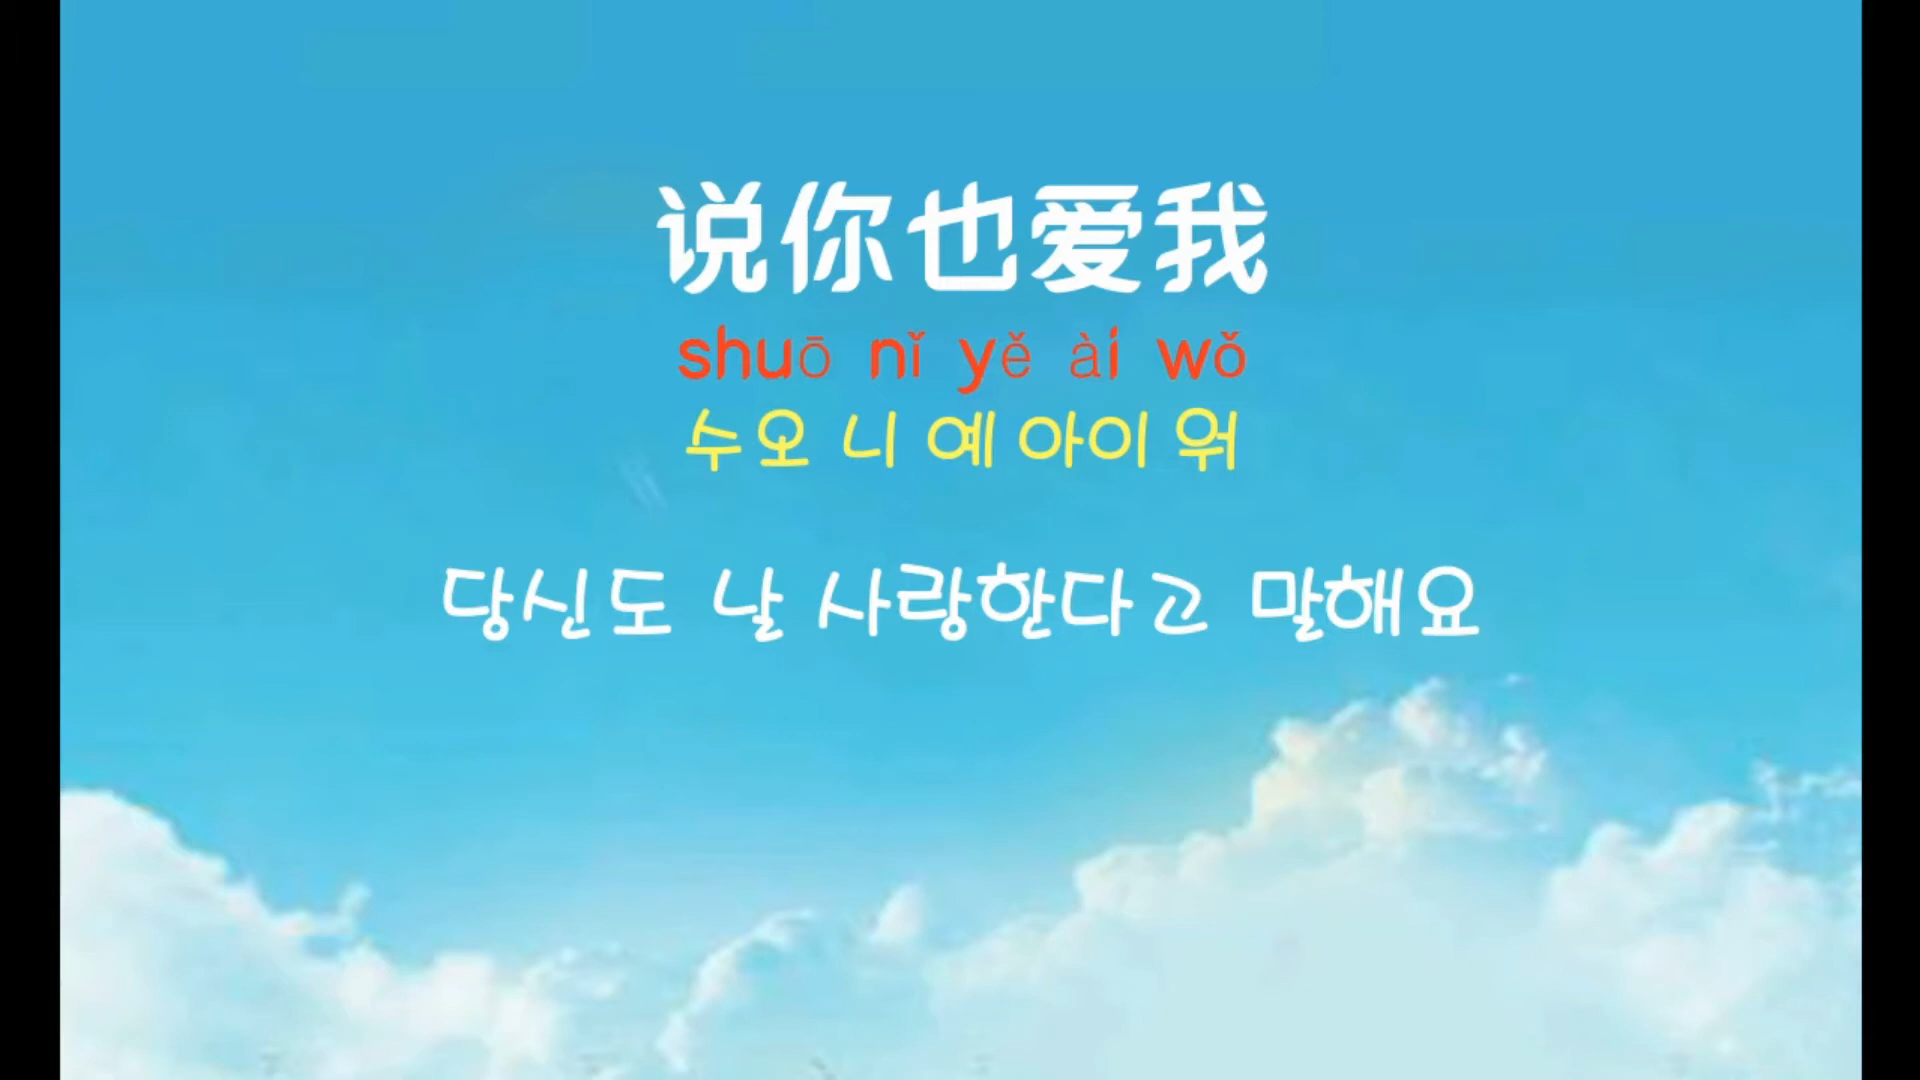 说你也爱我
shuō nǐ yě ài wǒ
수오 니 예 아이 워
당신도 날 사랑한다고 말해요